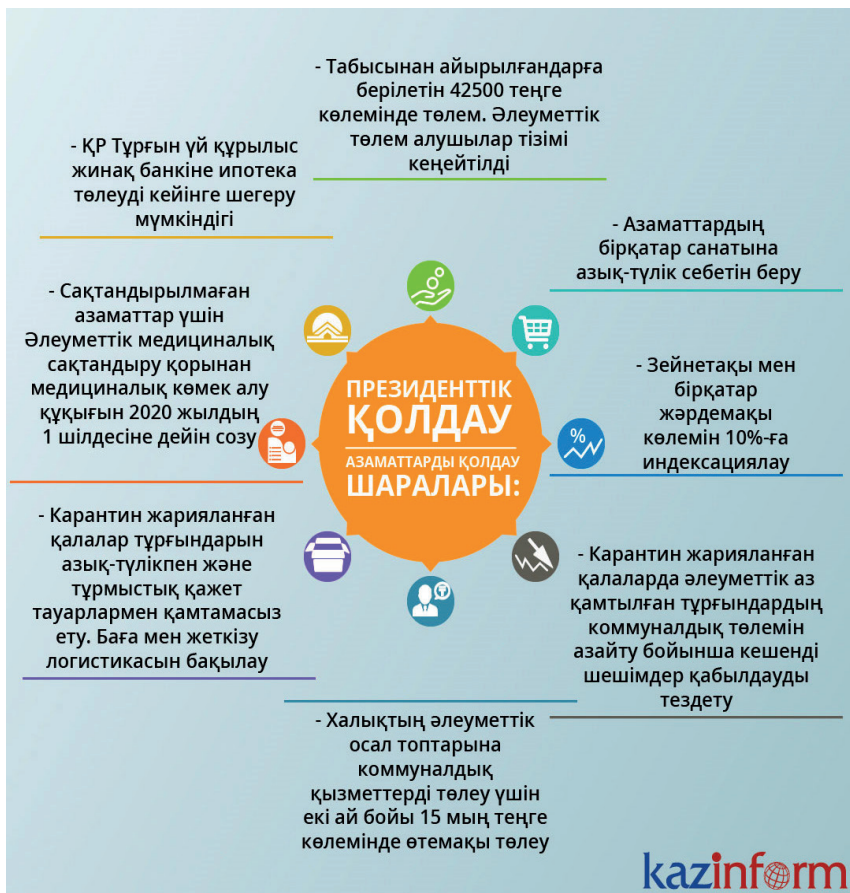 - Табысынан айырылғандарға
берілетін 42500 теңге
көлемінде төлем. Әлеуметтік
төлем алушылар тізімі
кеңейтілді
- ҚР Тұрғын үй құрылыс
жинақ банкіне ипотека
төлеуді кейінге шегеру
мүмкіндігі
- Азаматтардың
бірқатар санатына
азық-түлік себетін беру
- Сақтандырылмаған
азаматтар үшін
Әлеуметтік медициналық
сақтандыру қорынан
медициналық көмек алу
құқығын 2020 жылдың
1 шілдесіне дейін созу
ПРЕЗИДЕНТТІК
ҚОЛДАУ
АЗАМАТТАРДЫ ҚОЛДАУ
ШАРАЛАРЫ:
%
- Зейнетақы мен
бірқатар
жәрдемақы
көлемін 10%-ға
индексациялау
- Карантин жарияланған
қалалар тұрғындарын
азық-түлікпен және
тұрмыстық қажет
тауарлармен қамтамасыз
ету. Баға мен жеткізу
логистикасын бақылау
₸
- Карантин жарияланған
қалаларда әлеуметтік аз
қамтылған тұрғындардың
коммуналдық төлемін
азайту бойынша кешенді
шешімдер қабылдауды
тездету
- Халықтың әлеуметтік
осал топтарына
коммуналдық
қызметтерді төлеу үшін
екі ай бойы 15 мың теңге
көлемінде өтемақы төлеу
kazinform